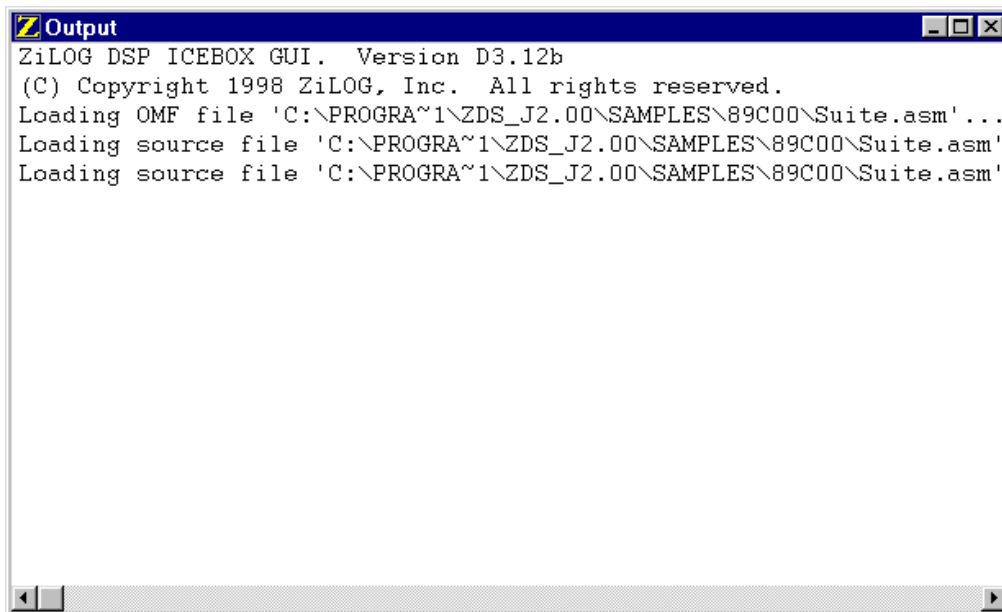 Z Output
ZiLOG DSP ICEBOX GUI.  Version D3.12b
(C) Copyright 1998 ZiLOG, Inc.  All rights reserved.
Loading OMF file 'C:\PROGRA~1\ZDS_J2.00\SAMPLES\89C00\Suite.asm'...
Loading source file 'C:\PROGRA~1\ZDS_J2.00\SAMPLES\89C00\Suite.asm'
Loading source file 'C:\PROGRA~1\ZDS_J2.00\SAMPLES\89C00\Suite.asm'